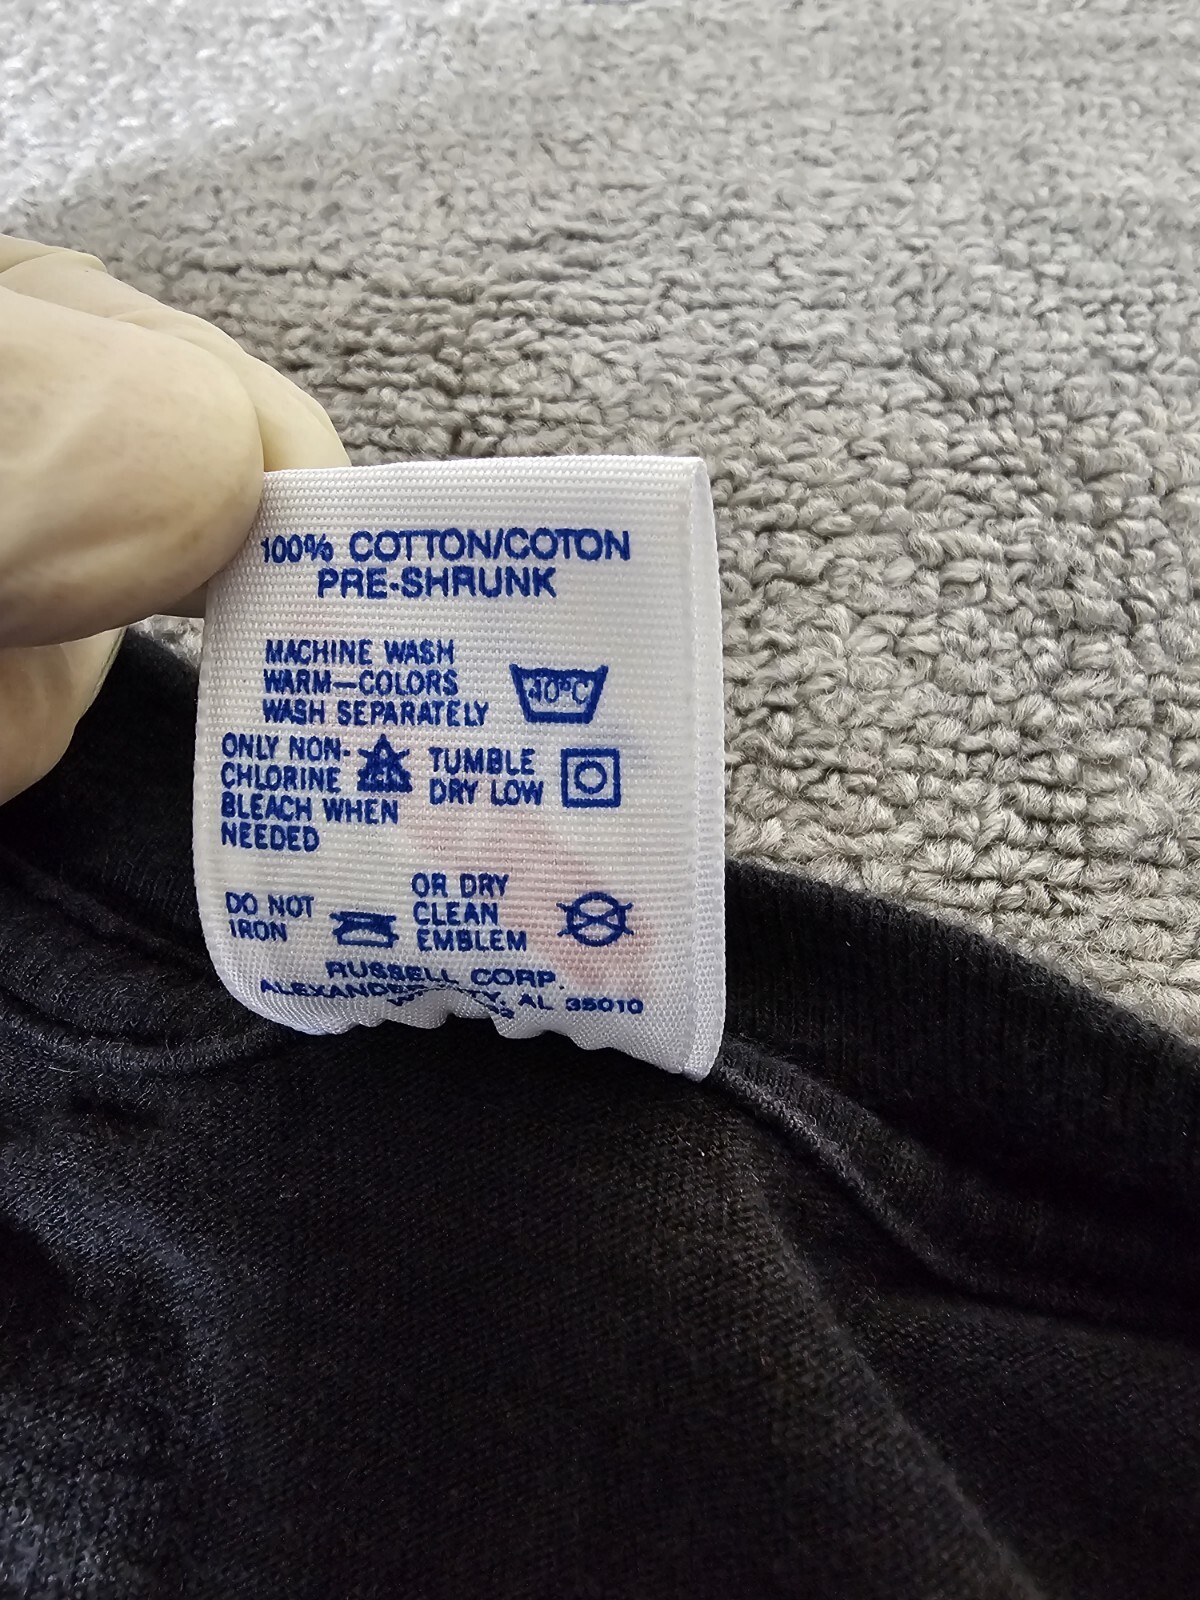 100% COTTON/COTON
PRE-SHRUNK
MACHINE WASH
WARM—COLORS
WASH SEPARATELY
40°C
ONLY NON-
CHLORINE
BLEACH WHEN
NEEDED
TUMBLE
DRY LOW
DO NOT
IRON
OR DRY
CLEAN
EMBLEM
RUSSELL CORP.
AL 35010